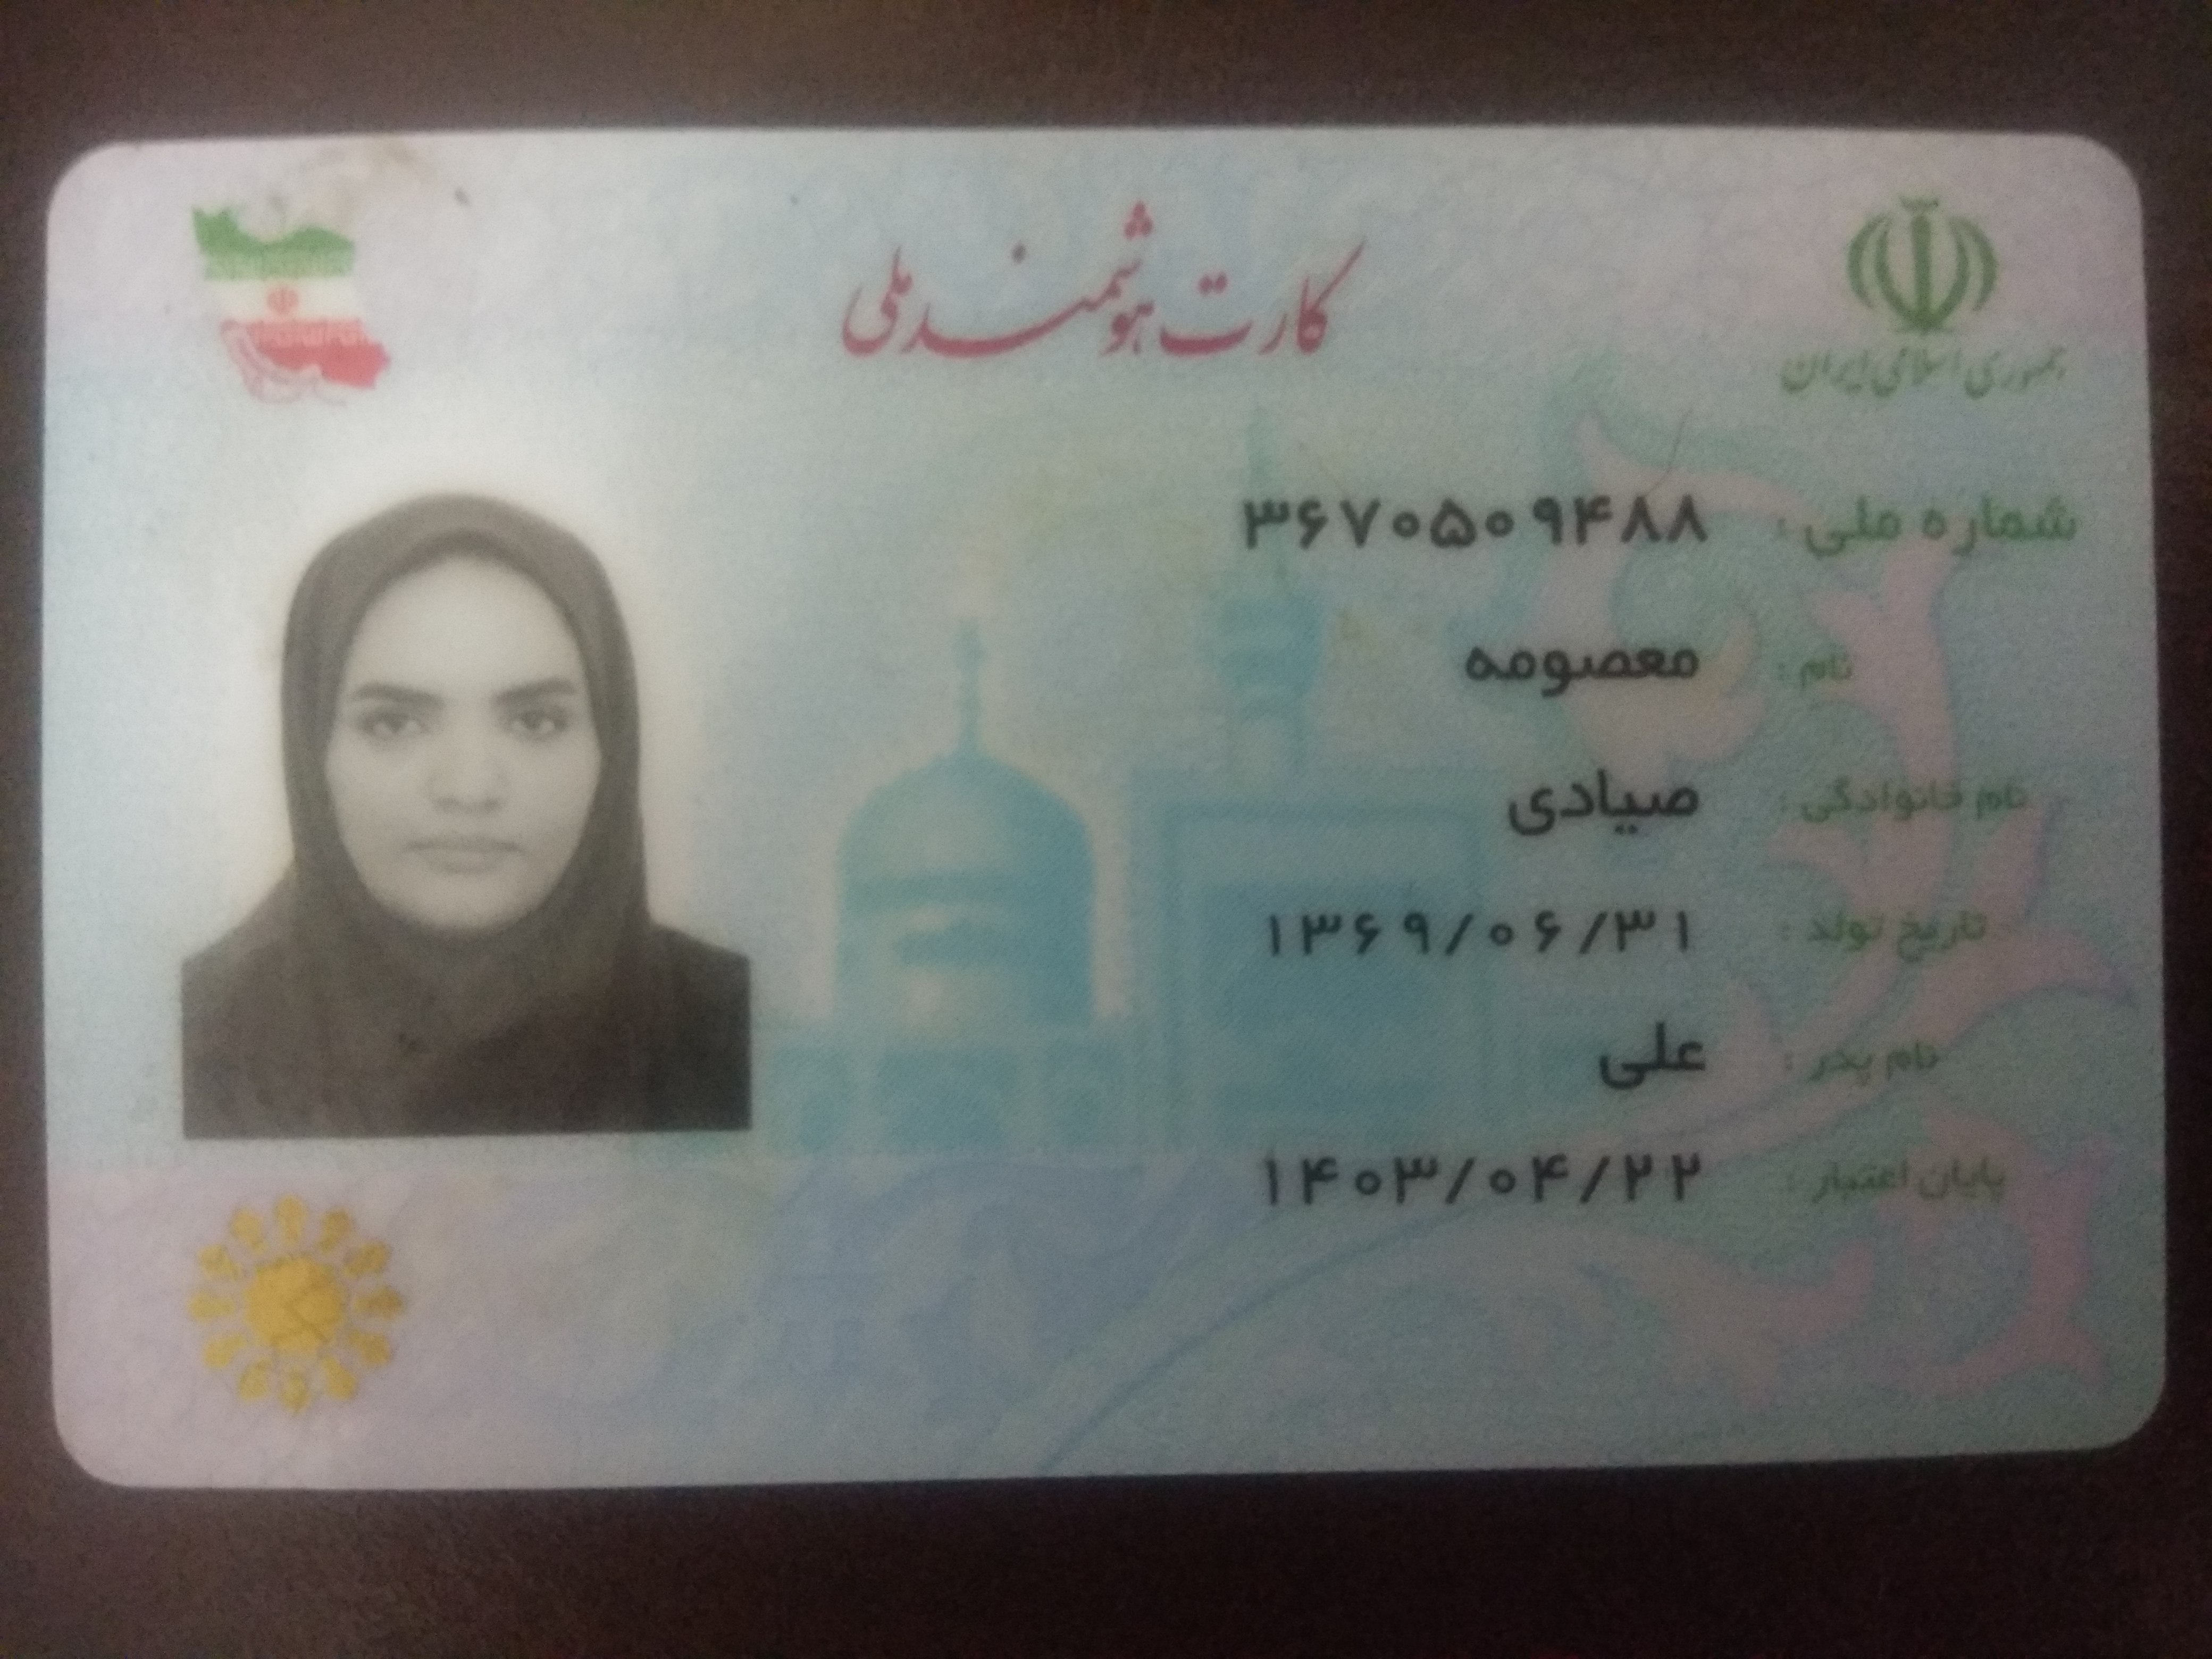 جمهوری اسلامی ایران
کارت هوشمند ملی
شماره ملی : ۳۶۷۰۵۰۹۴۸۸
نام : معصومه
نام خانوادگی : صیادی
تاریخ تولد : ۱۳۶۹/۰۶/۳۱
نام پدر : علی
پایان اعتبار : ۱۴۰۳/۰۴/۲۲